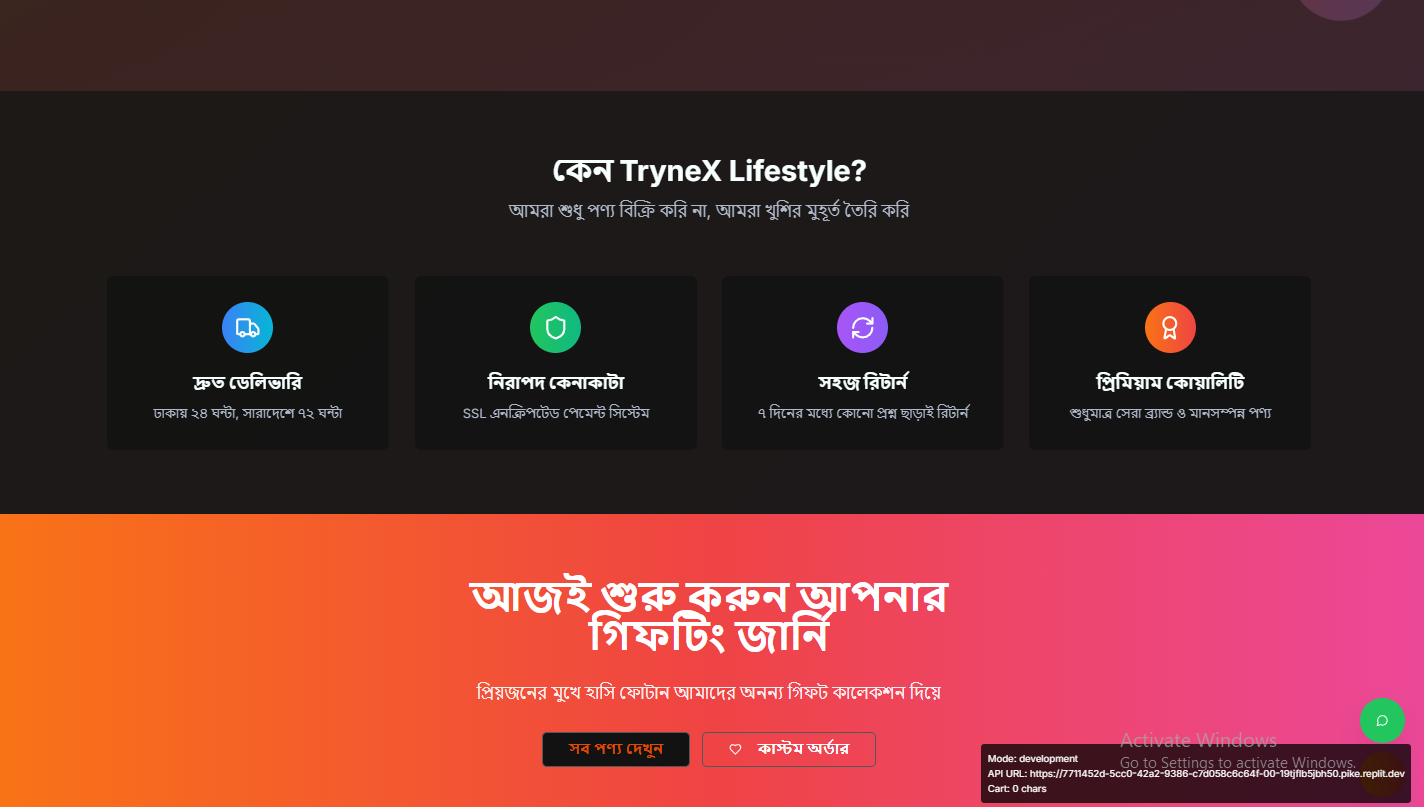 কেন TryneX Lifestyle?
আমরা শুধু পণ্য বিক্রি করি না, আমরা খুশির মুহূর্ত তৈরি করি
দ্রুত ডেলিভারি
ঢাকায় ২৪ ঘন্টা, সারাদেশে ৭২ ঘন্টা
নিরাপদ কেনাকাটা
SSL এনক্রিপটেড পেমেন্ট সিস্টেম
সহজ রিটার্ন
৭ দিনের মধ্যে কোনো প্রশ্ন ছাড়াই রিটার্ন
প্রিমিয়াম কোয়ালিটি
শুধুমাত্র সেরা ব্র্যান্ড ও মানসম্পন্ন পণ্য
আজই শুরু করুন আপনার
গিফটিং জার্নি
প্রিয়জনের মুখে হাসি ফোটান আমাদের অনন্য গিফট কালেকশন দিয়ে
সব পণ্য দেখুন
কাস্টম অর্ডার
Activate Windows
Go to Settings to activate Windows.
Mode: development
API URL: https://7711452d-5cc0-42a2-9386-c7d058c6c64f-00-19tjflb5jbh50.pike.replit.dev
Cart: 0 chars